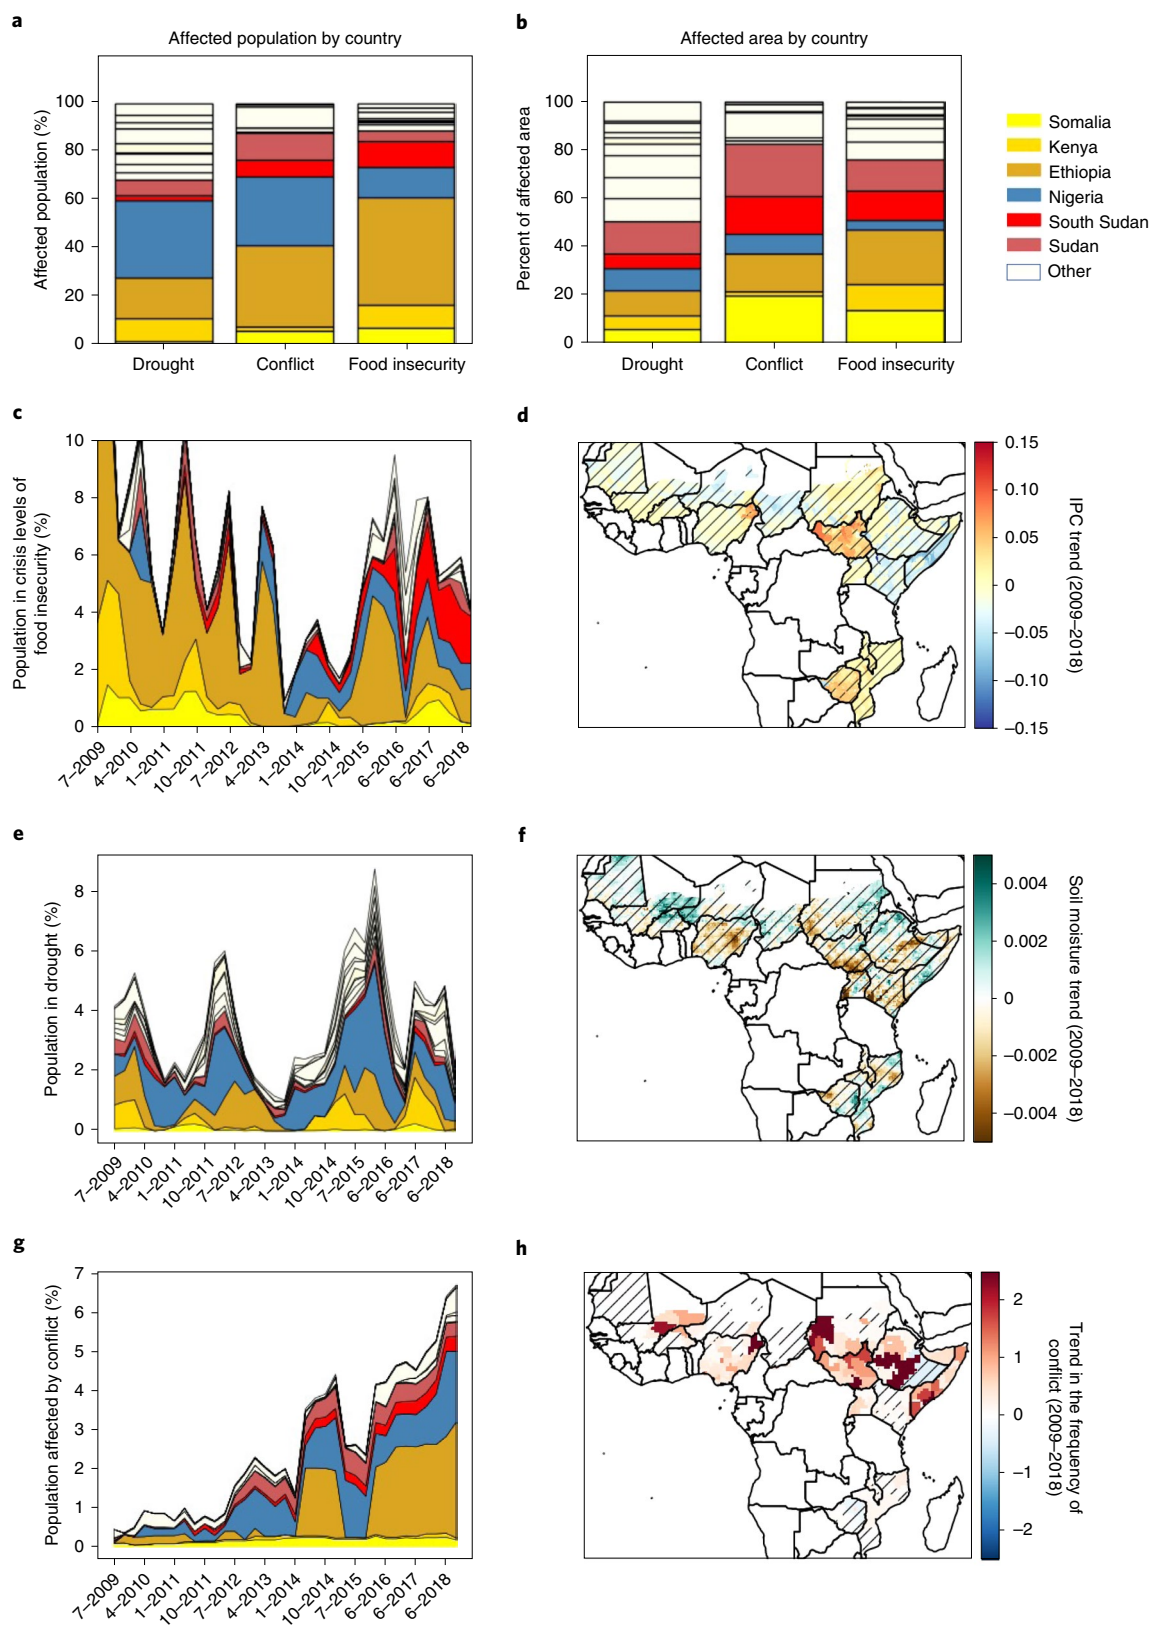 a
Affected population by country
Affected population (%)
100
80
60
40
20
0
Drought
Conflict
Food insecurity
b
Affected area by country
Percent of affected area
100
80
60
40
20
0
Drought
Conflict
Food insecurity
Somalia
Kenya
Ethiopia
Nigeria
South Sudan
Sudan
Other
c
Population in crisis levels of
food insecurity (%)
10
8
6
4
2
0
7–2009
4–2010
1–2011
10–2011
7–2012
4–2013
1–2014
10–2014
7–2015
6–2016
6–2017
6–2018
d
0.15
0.10
0.05
0
–0.05
–0.10
–0.15
IPC trend (2009–2018)
e
Population in drought (%)
8
6
4
2
0
7–2009
4–2010
1–2011
10–2011
7–2012
4–2013
1–2014
10–2014
7–2015
6–2016
6–2017
6–2018
f
0.004
0.002
0
–0.002
–0.004
Soil moisture trend (2009–2018)
g
Population affected by conflict (%)
7
6
5
4
3
2
1
0
7–2009
4–2010
1–2011
10–2011
7–2012
4–2013
1–2014
10–2014
7–2015
6–2016
6–2017
6–2018
h
2
1
0
–1
–2
Trend in the frequency of
conflict (2009–2018)